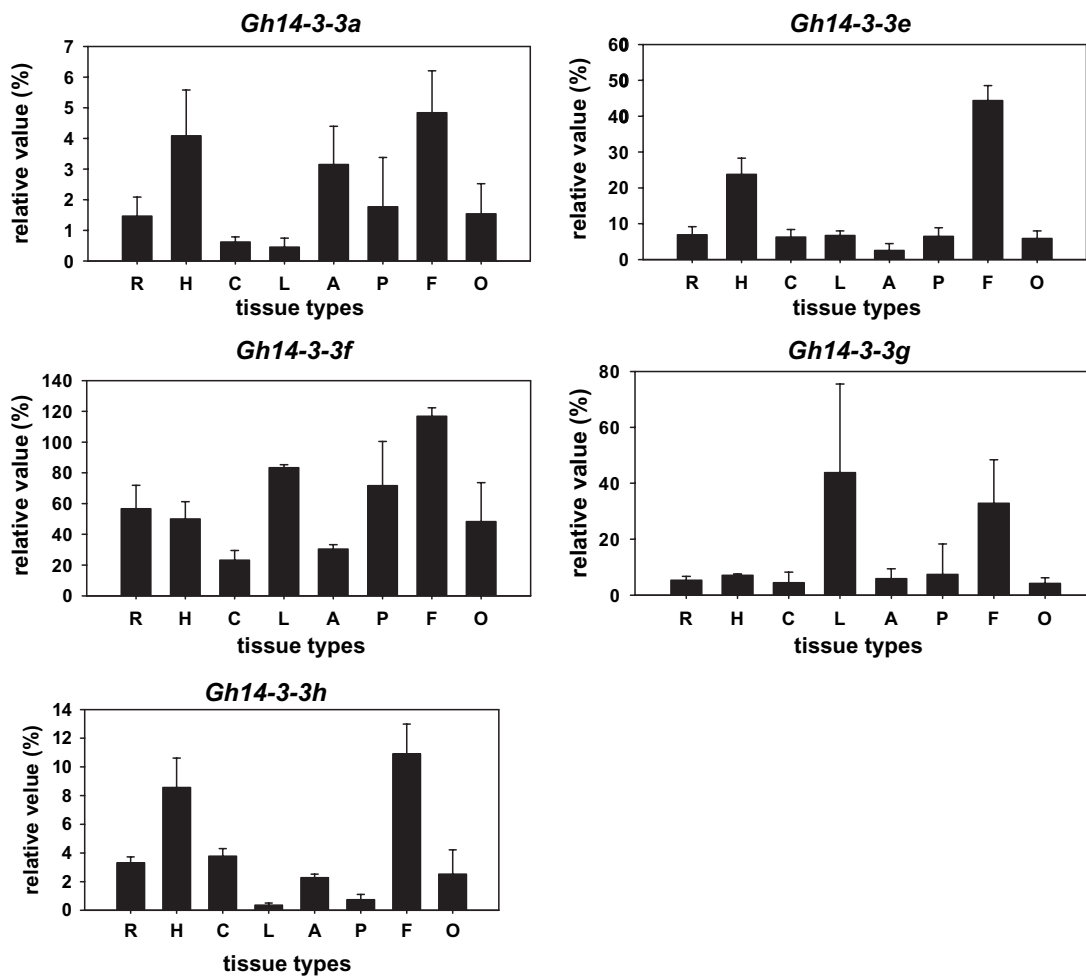 Gh14-3-3a
relative value (%)
7
6
5
4
3
2
1
0
R H C L A P F O
tissue types
Gh14-3-3e
relative value (%)
60
50
40
30
20
10
0
R H C L A P F O
tissue types
Gh14-3-3f
relative value (%)
140
120
100
80
60
40
20
0
R H C L A P F O
tissue types
Gh14-3-3g
relative value (%)
80
60
40
20
0
R H C L A P F O
tissue types
Gh14-3-3h
relative velue (%)
14
12
10
8
6
4
2
0
R H C L A P F O
tissue types